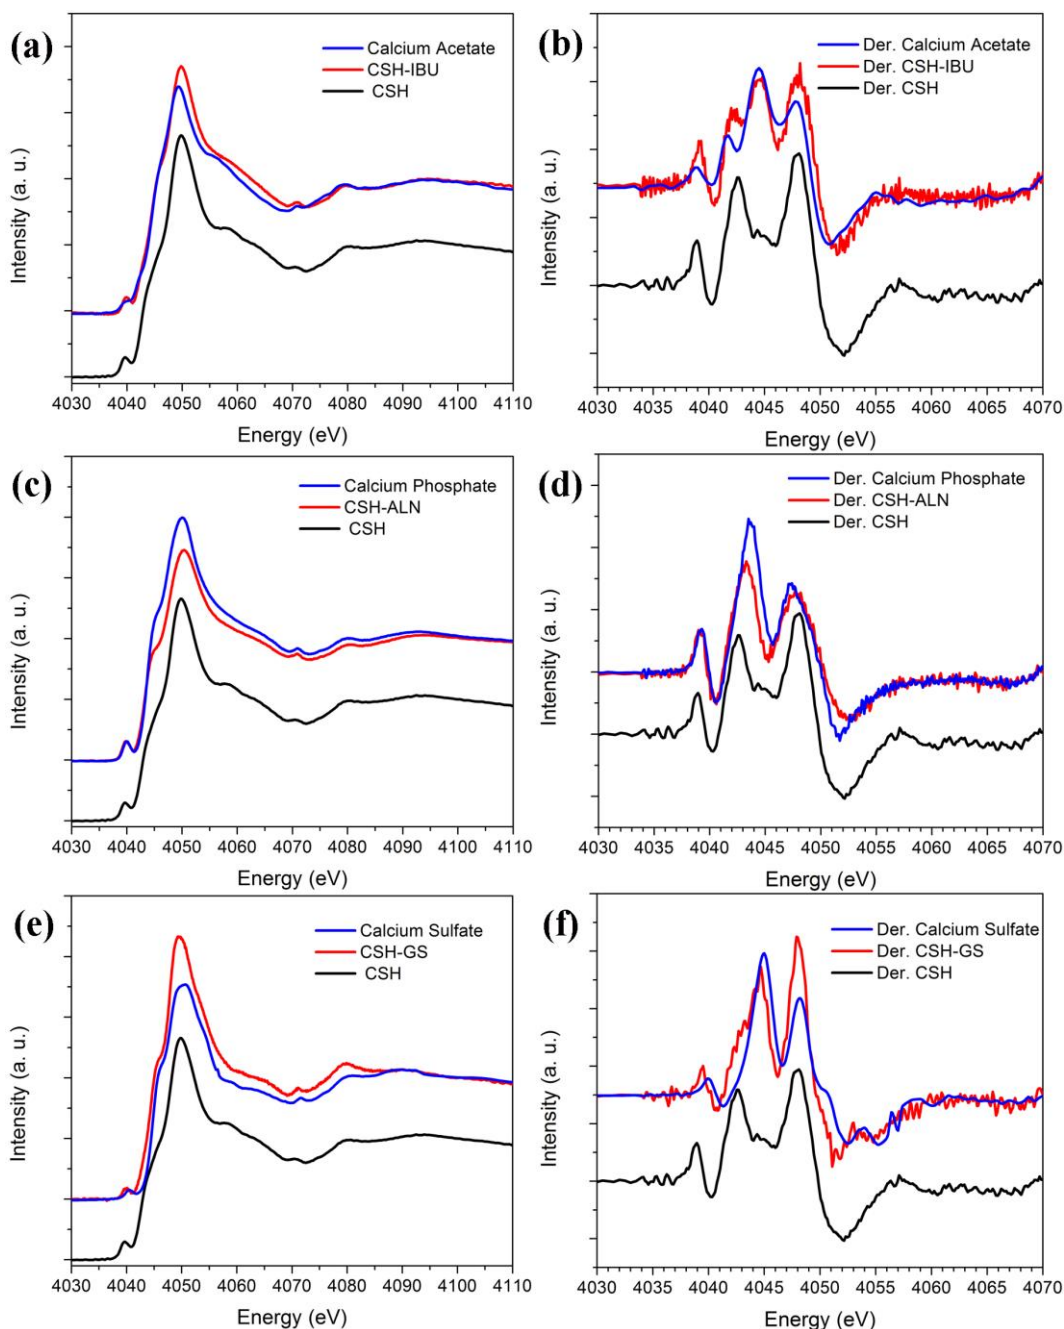 (a)
Calcium Acetate
CSH-IBU
CSH
Intensity (a. u.)
4030 4040 4050 4060 4070 4080 4090 4100 4110
Energy (eV)
(b)
Der. Calcium Acetate
Der. CSH-IBU
Der. CSH
Intensity (a. u.)
4030 4035 4040 4045 4050 4055 4060 4065 4070
Energy (eV)
(c)
Calcium Phosphate
CSH-ALN
CSH
Intensity (a. u.)
4030 4040 4050 4060 4070 4080 4090 4100 4110
Energy (eV)
(d)
Der. Calcium Phosphate
Der. CSH-ALN
Der. CSH
Intensity (a. u.)
4030 4035 4040 4045 4050 4055 4060 4065 4070
Energy (eV)
(e)
Calcium Sulfate
CSH-GS
CSH
Intensity (a. u.)
4030 4040 4050 4060 4070 4080 4090 4100 4110
Energy (eV)
(f)
Der. Calcium Sulfate
Der. CSH-GS
Der. CSH
Intensity (a. u.)
4030 4035 4040 4045 4050 4055 4060 4065 4070
Energy (eV)